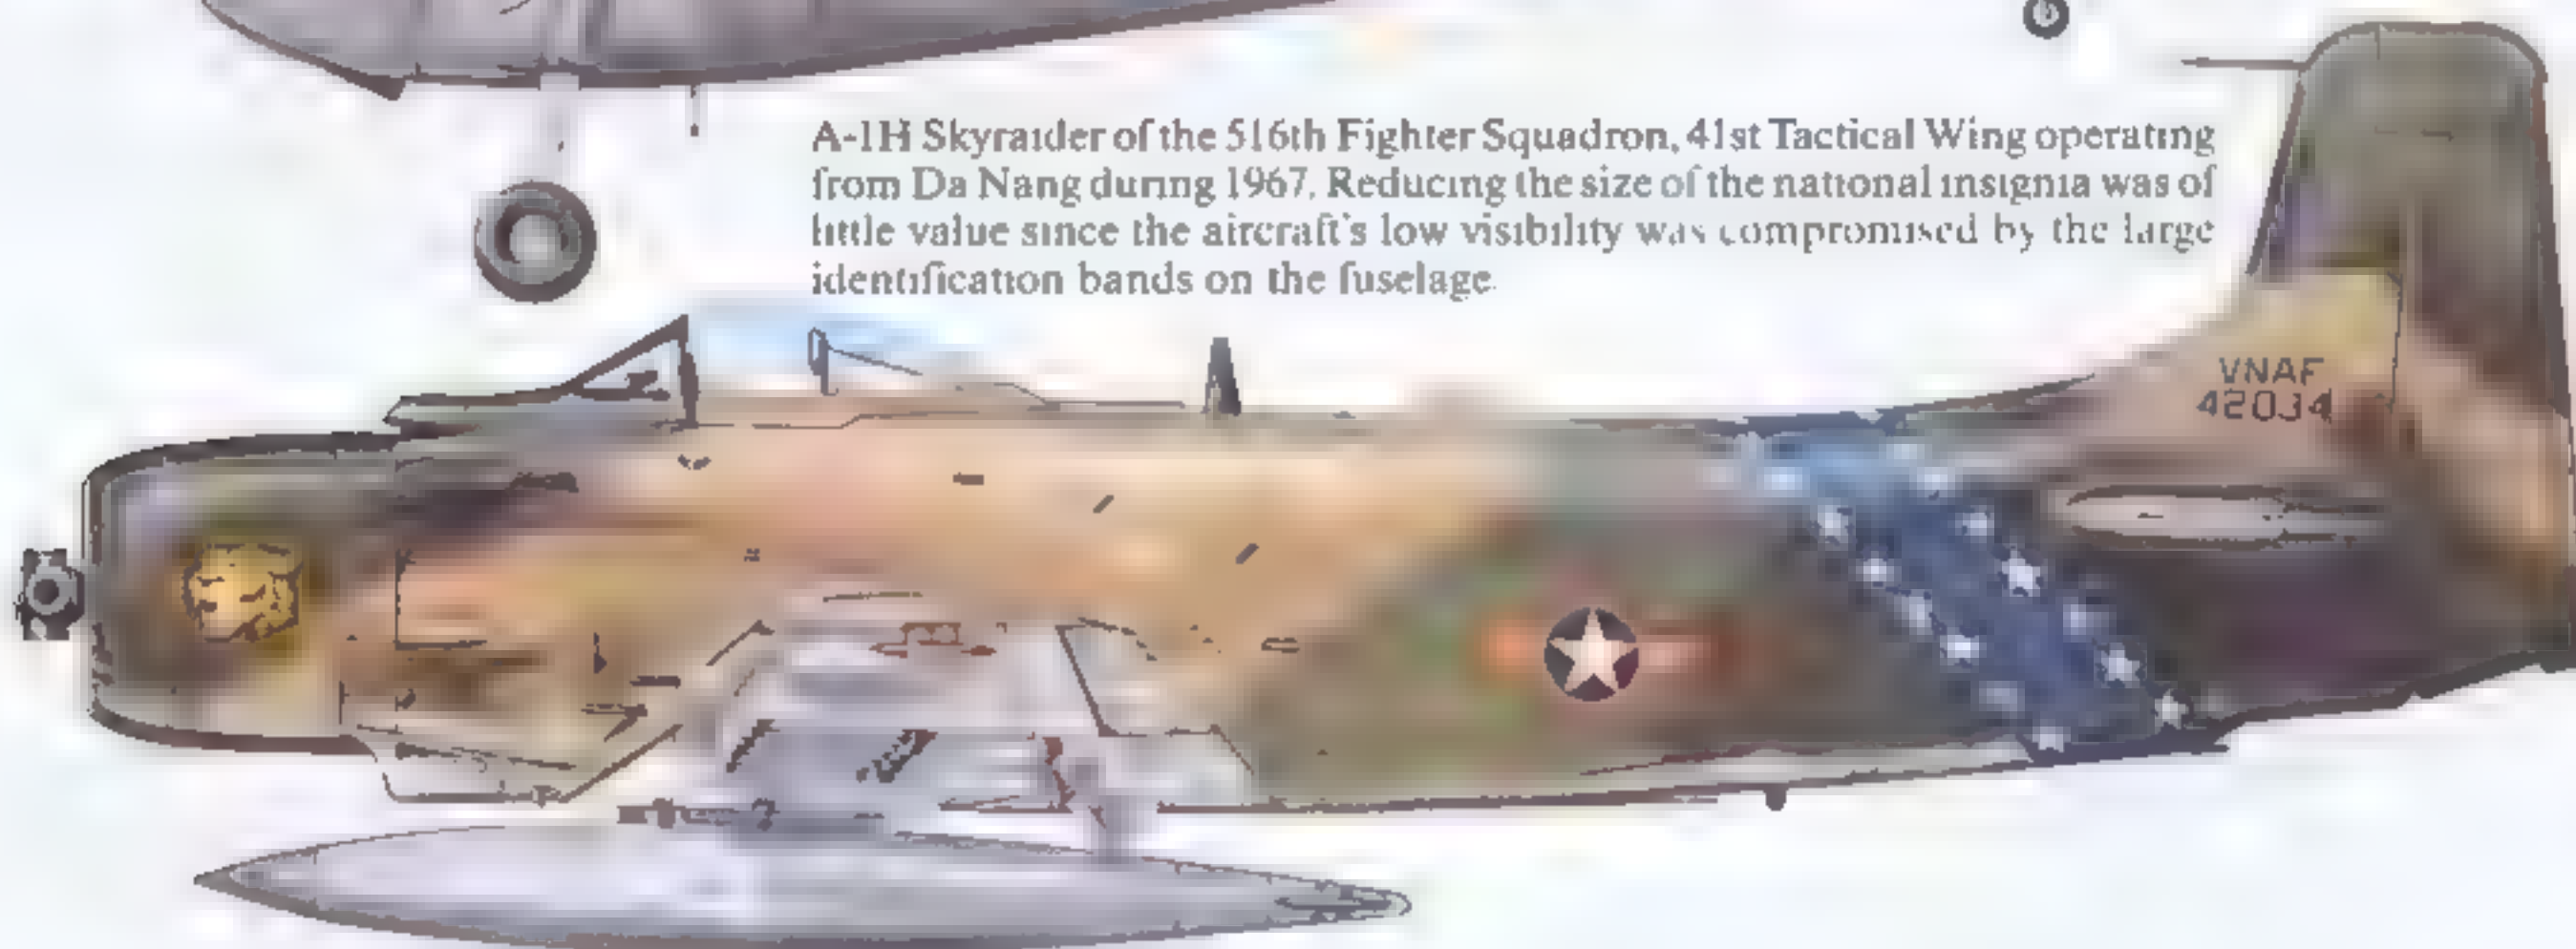 A-1H Skyraider of the 516th Fighter Squadron, 41st Tactical Wing operating
from Da Nang during 1967. Reducing the size of the national insignia was of
little value since the aircraft's low visibility was compromised by the large
identification bands on the fuselage.
VNAF
42034